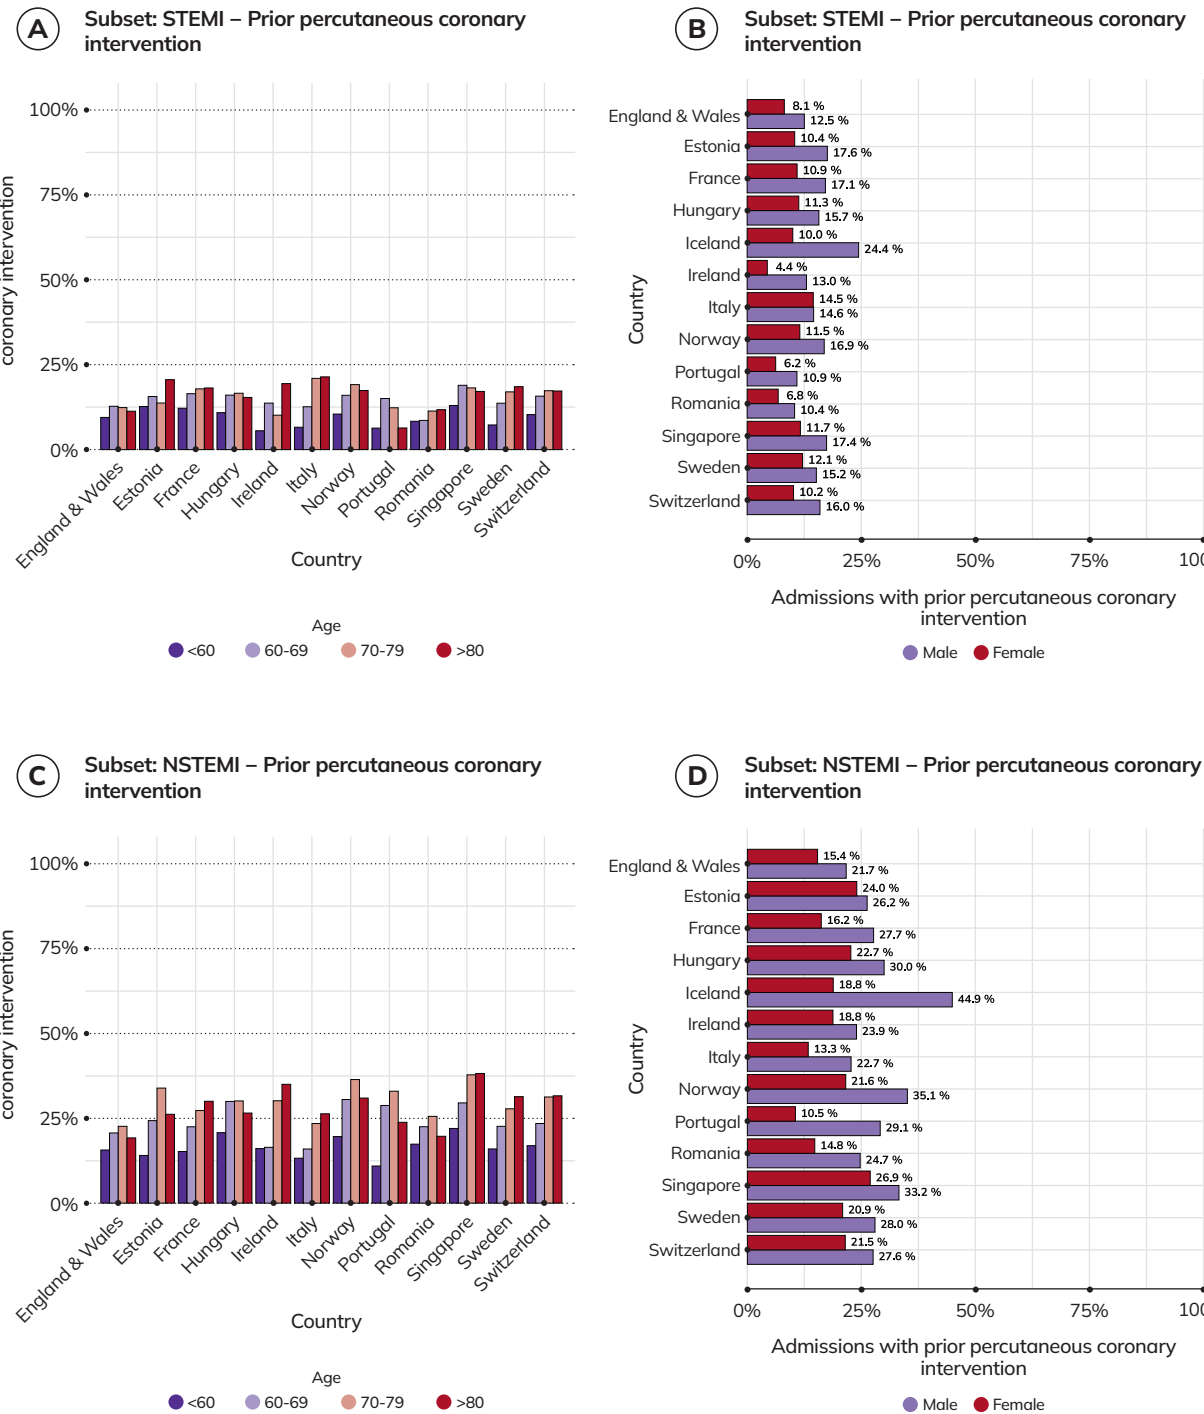 A
Subset: STEMI – Prior percutaneous coronary
intervention
100%
75%
50%
25%
0%
coronary intervention
England & Wales
Estonia
France
Hungary
Ireland
Italy
Norway
Portugal
Romania
Singapore
Sweden
Switzerland
Country
Age
<60 60-69 70-79 >80
B
Subset: STEMI – Prior percutaneous coronary
intervention
Country
England & Wales 8.1 % 12.5 %
Estonia 10.4 % 17.6 %
France 10.9 % 17.1 %
Hungary 11.3 % 15.7 %
Iceland 10.0 % 24.4 %
Ireland 4.4 % 13.0 %
Italy 14.5 % 14.6 %
Norway 11.5 % 16.9 %
Portugal 6.2 % 10.9 %
Romania 6.8 % 10.4 %
Singapore 11.7 % 17.4 %
Sweden 12.1 % 15.2 %
Switzerland 10.2 % 16.0 %
0% 25% 50% 75% 100
Admissions with prior percutaneous coronary
intervention
Male Female
C
Subset: NSTEMI – Prior percutaneous coronary
intervention
100%
75%
50%
25%
0%
coronary intervention
England & Wales
Estonia
France
Hungary
Ireland
Italy
Norway
Portugal
Romania
Singapore
Sweden
Switzerland
Country
Age
<60 60-69 70-79 >80
D
Subset: NSTEMI – Prior percutaneous coronary
intervention
Country
England & Wales 15.4 % 21.7 %
Estonia 24.0 % 26.2 %
France 16.2 % 27.7 %
Hungary 22.7 % 30.0 %
Iceland 18.8 % 44.9 %
Ireland 18.8 % 23.9 %
Italy 13.3 % 22.7 %
Norway 21.6 % 35.1 %
Portugal 10.5 % 29.1 %
Romania 14.8 % 24.7 %
Singapore 26.9 % 33.2 %
Sweden 20.9 % 28.0 %
Switzerland 21.5 % 27.6 %
0% 25% 50% 75% 100
Admissions with prior percutaneous coronary
intervention
Male Female